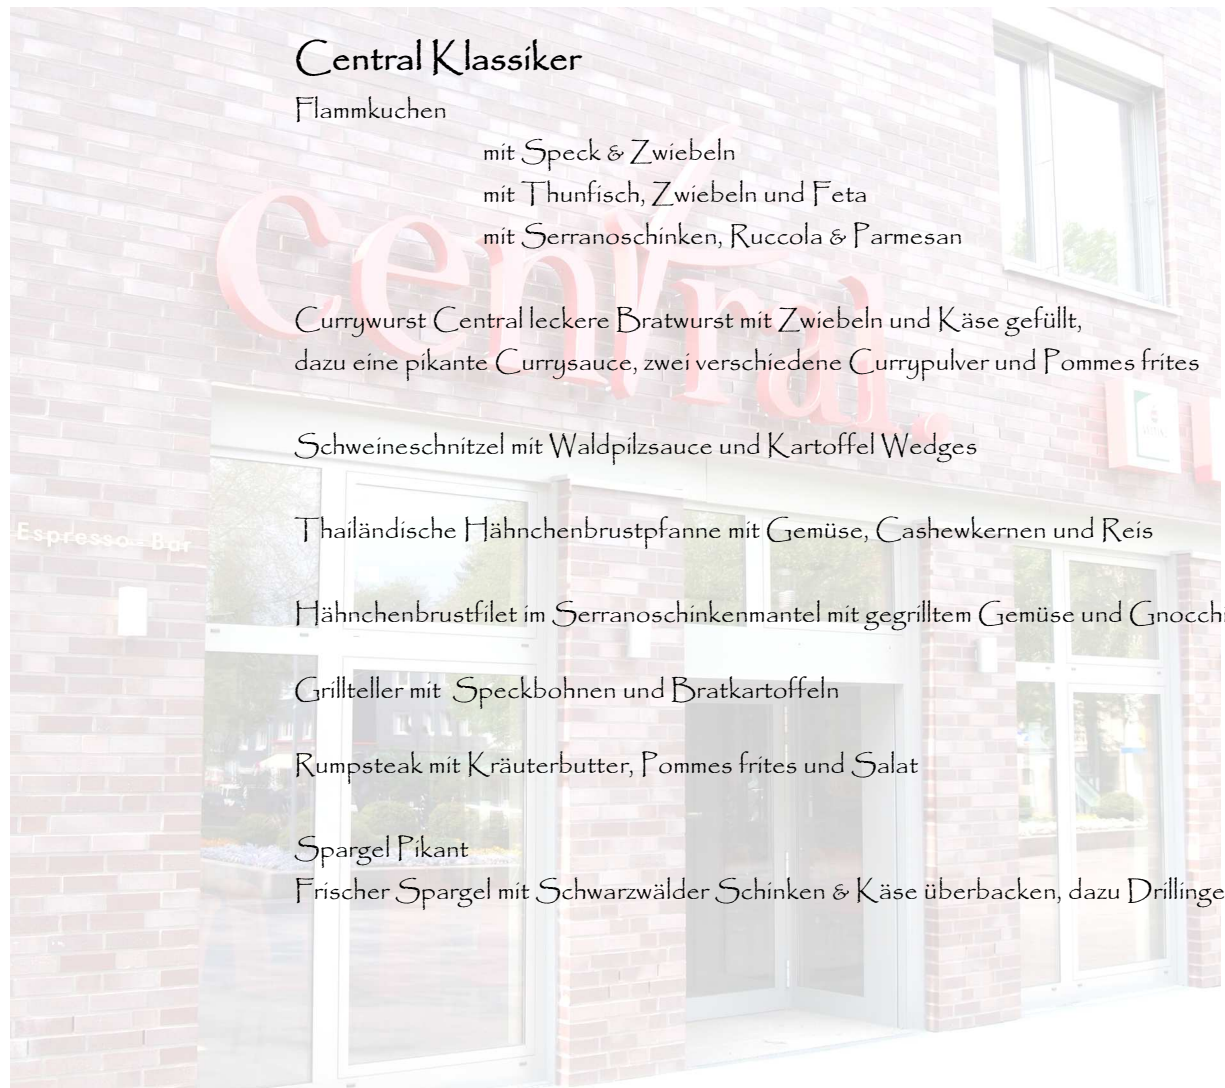 Central Klassiker
Flammkuchen
mit Speck & Zwiebeln
mit Thunfisch, Zwiebeln und Feta
mit Serranoschinken, Ruccola & Parmesan
central.
Currywurst Central leckere Bratwurst mit Zwiebeln und Käse gefüllt,
dazu eine pikante Currysauce, zwei verschiedene Currypulver und Pommes frites
Schweineschnitzel mit Waldpilzsauce und Kartoffel Wedges
Espresso-Bar
Thailändische Hähnchenbrustpfanne mit Gemüse, Cashewkernen und Reis
Hähnchenbrustfilet im Serranoschinkenmantel mit gegrilltem Gemüse und Gnocchi
Grillteller mit Speckbohnen und Bratkartoffeln
Rumpsteak mit Kräuterbutter, Pommes frites und Salat
Spargel Pikant
Frischer Spargel mit Schwarzwälder Schinken & Käse überbacken, dazu Drillinge